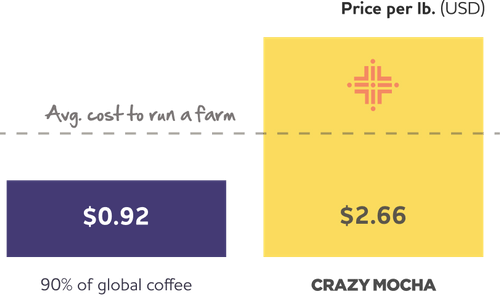 Price per lb. (USD)
Avg. cost to run a farm
$0.92
$2.66
90% of global coffee
CRAZY MOCHA